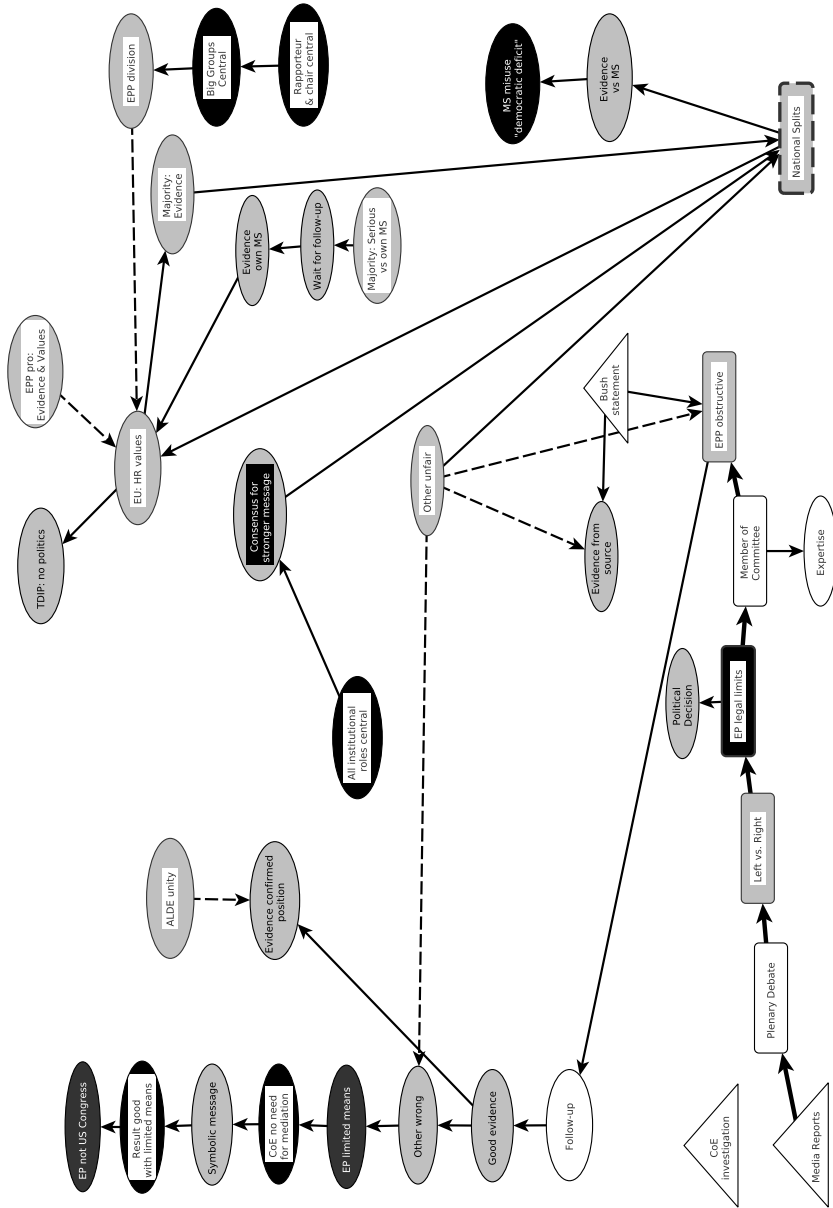 EPP pro:
Evidence & Values
TDIP: no politics
EP not US Congress
EPP division
EU: HR values
Result good
with limited means
ALDE unity
Majority:
Evidence
Symbolic message
Big Groups
Central
Evidence
own MS
Consensus for
stronger message
Evidence confirmed
position
CoE no need
for mediation
Rapporteur
& chair central
Wait for follow-up
EP limited means
All institutional
roles central
Majority: Serious
vs own MS
Other wrong
Other unfair
Good evidence
MS misuse
"democratic deficit"
Follow-up
Evidence from
source
Evidence
vs MS
Bush
statement
Political
Decision
EPP obstructive
CoE
investigation
EP legal limits
Member of
Committee
Left vs. Right
Plenary Debate
National Splits
Media Reports
Expertise